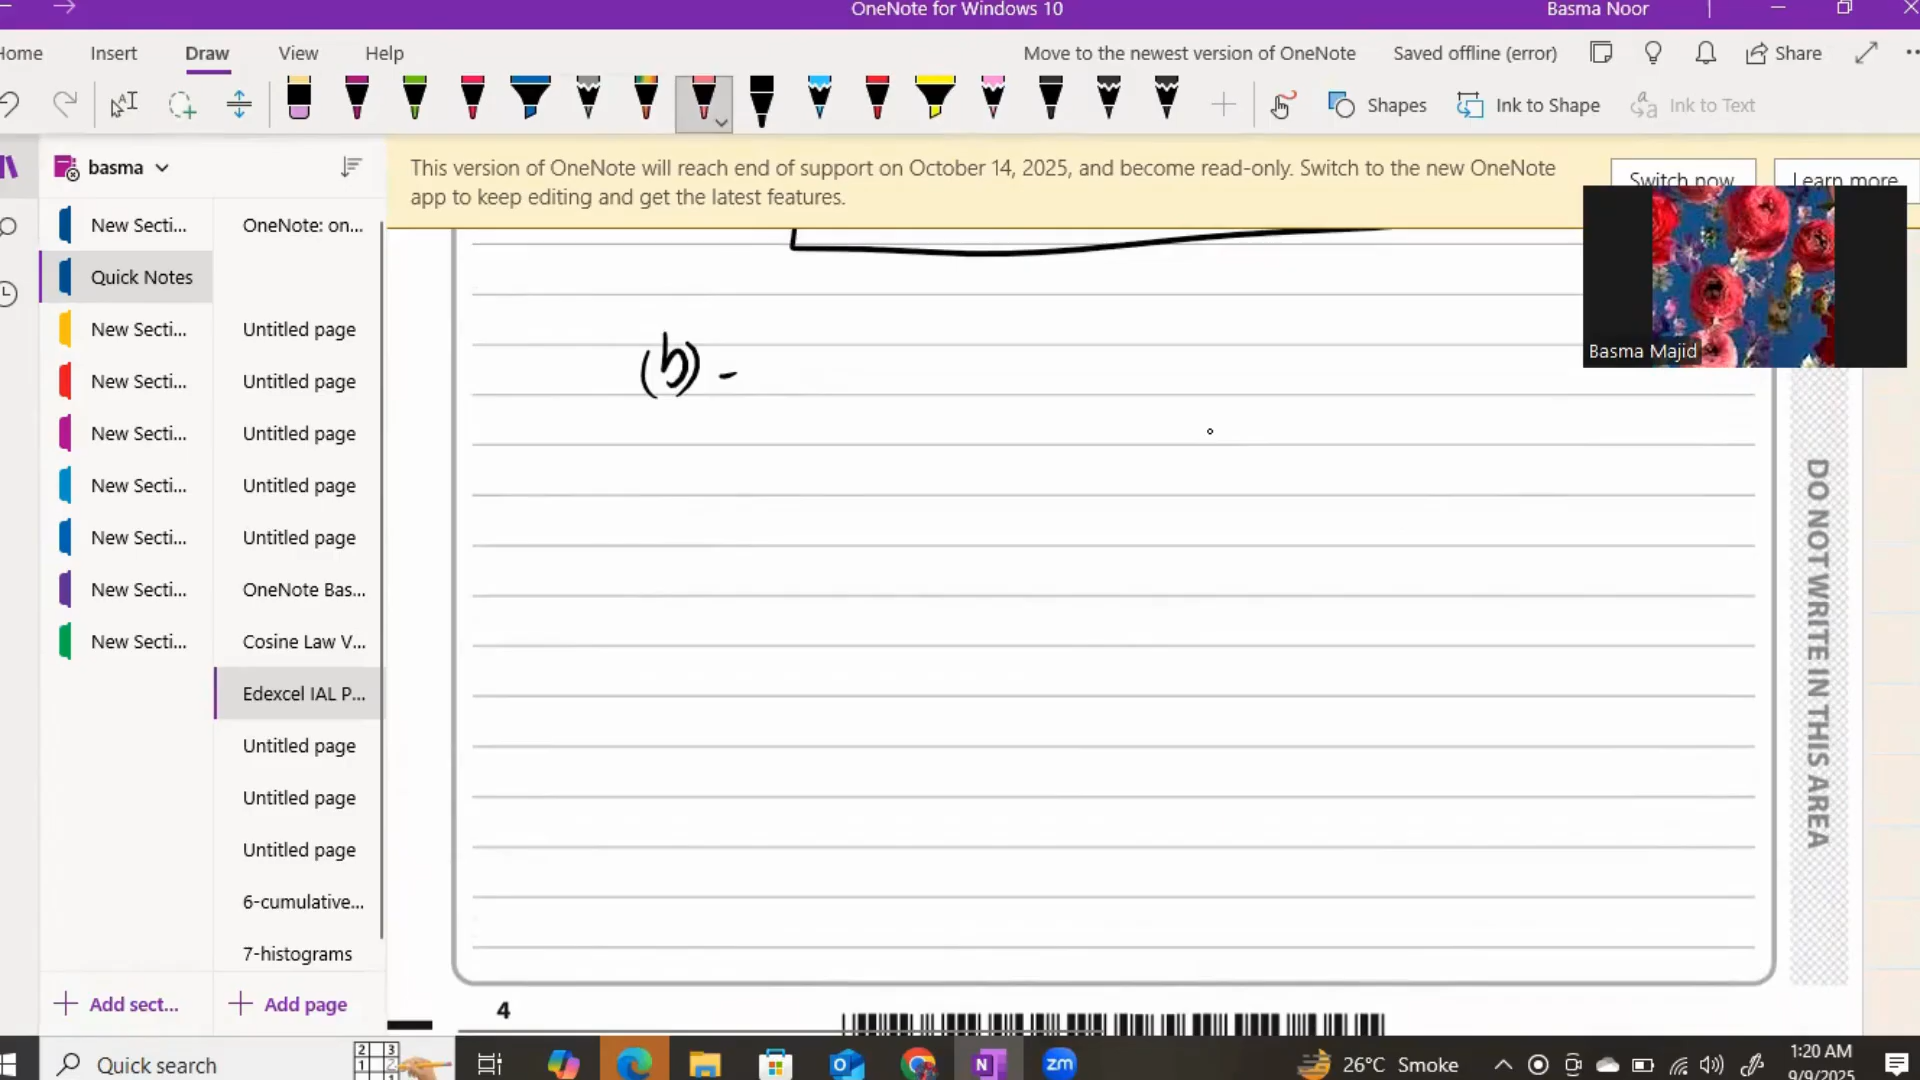 OneNote for Windows 10
Basma Noor
Home Insert Draw View Help
Move to the newest version of OneNote Saved offline (error) Share
Shapes Ink to Shape Ink to Text
basma
This version of OneNote will reach end of support on October 14, 2025, and become read-only. Switch to the new OneNote
app to keep editing and get the latest features.
Switch now Learn more
New Secti...
Quick Notes
New Secti...
New Secti...
New Secti...
New Secti...
New Secti...
New Secti...
New Secti...
Add sect...
OneNote: on...
Untitled page
Untitled page
Untitled page
Untitled page
Untitled page
OneNote Bas...
Cosine Law V...
Edexcel IAL P...
Untitled page
Untitled page
Untitled page
6-cumulative...
7-histograms
Add page
(b) -
Basma Majid
DO NOT WRITE IN THIS AREA
4
Quick search
zm
26°C Smoke
1:20 AM
9/9/2025